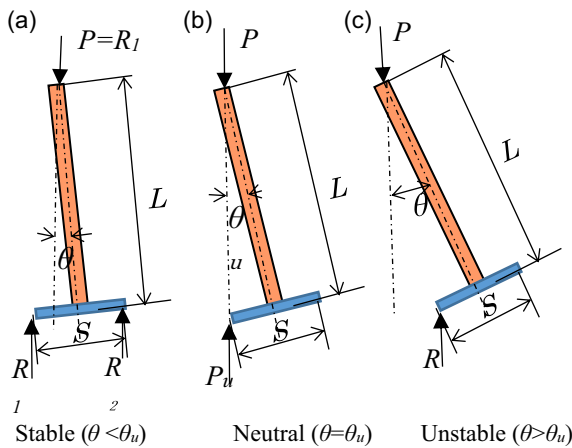 (a)
P=R1
L
θ
S
R
1
R
2
Stable (θ <θu)
(b)
P
L
θ
u
S
Pu
Neutral (θ=θu)
(c)
P
L
θ
S
R
Unstable (θ>θu)